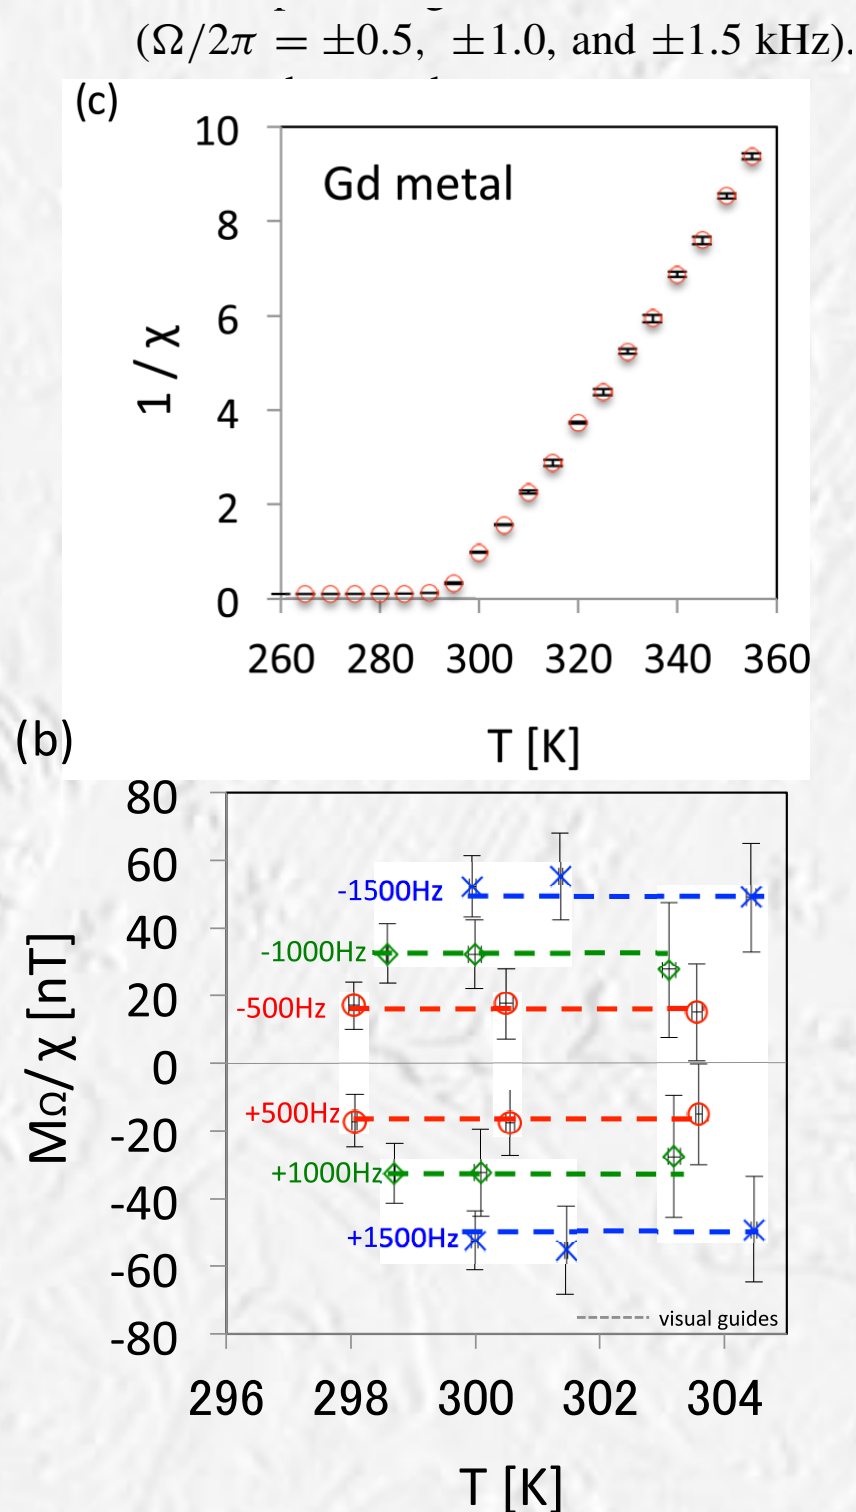 (Ω/2π = ±0.5, ±1.0, and ±1.5 kHz).
(c)
Gd metal
10
8
6
4
2
0
1 / χ
260 280 300 320 340 360
T [K]
(b)
80
60
40
20
0
-20
-40
-60
-80
MΩ/χ [nT]
-1500Hz
-1000Hz
-500Hz
+500Hz
+1000Hz
+1500Hz
visual guides
296 298 300 302 304
T [K]